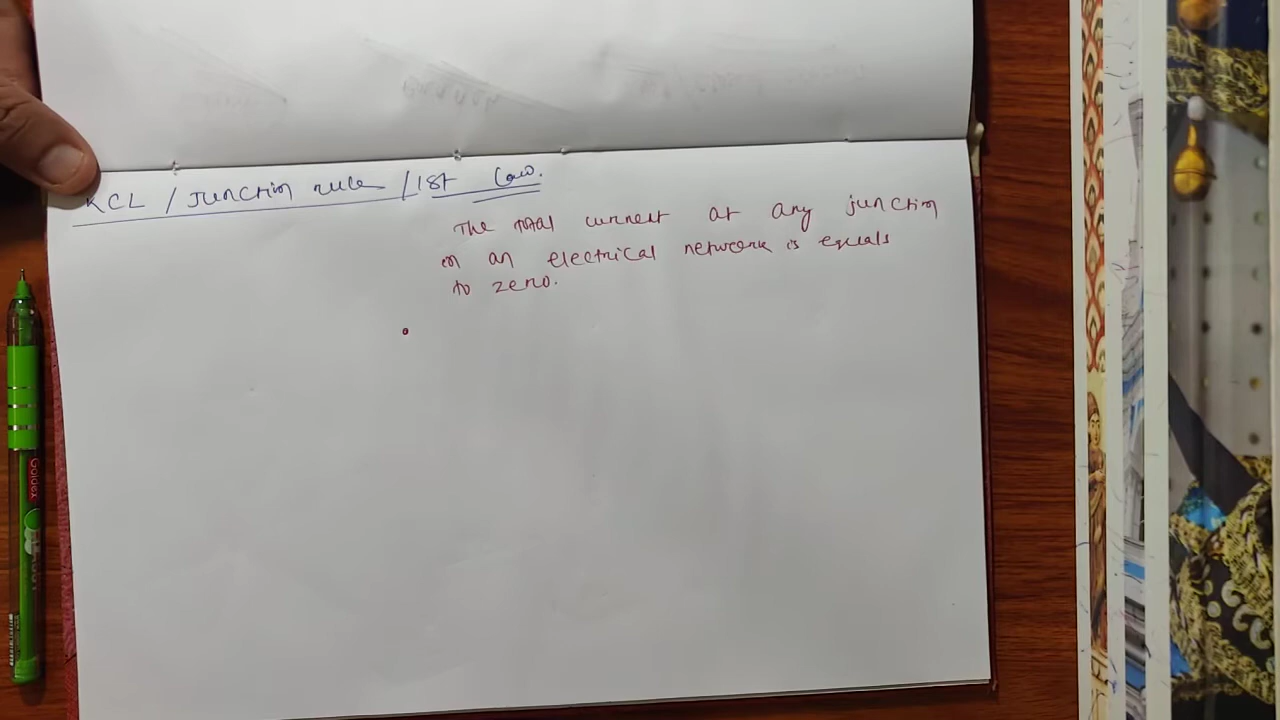 KCL / Junction rule / 1st law.
The total current at any junction
in an electrical network is equals
to zero.
Goldex